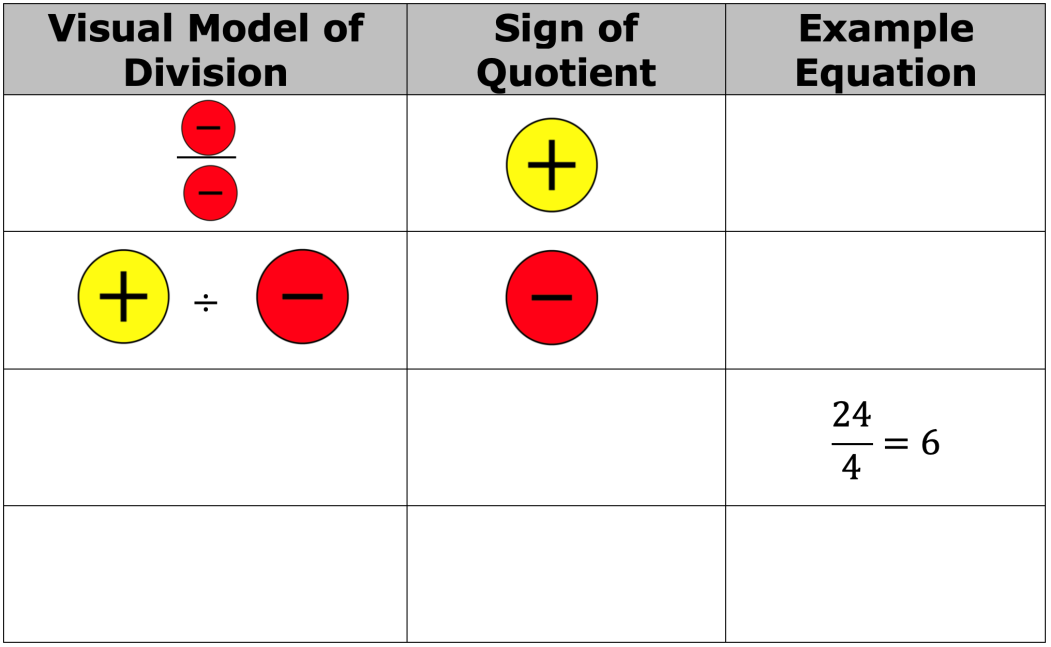 Visual Model of Division
Sign of Quotient
Example Equation
−
−
+
+ ÷ −
−
24
4
= 6